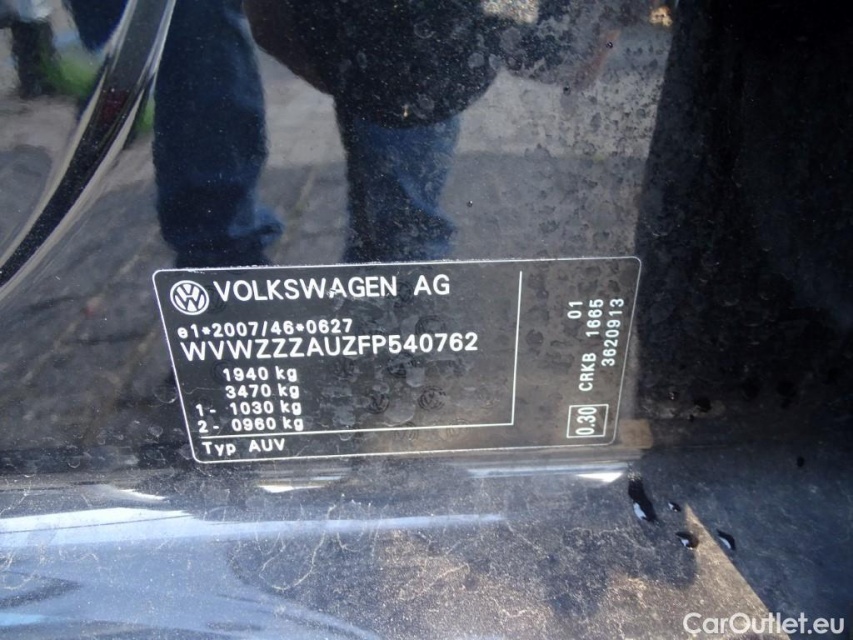 VOLKSWAGEN AG
e1*2007/46*0627
WVWZZZAUZFP540762
1940 kg
3470 kg
1- 1030 kg
2- 0960 kg
Typ AUV
01
CRKB 1665
3620913
0.30
CarOutlet.eu